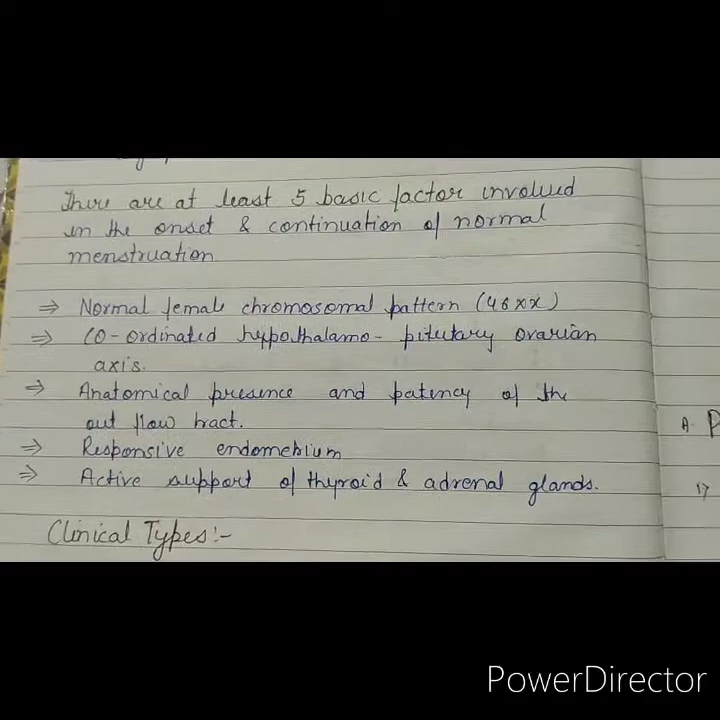 There are at least 5 basic factor involved
in the onset & continuation of normal
menstruation
⇒ Normal female chromosomal pattern (46xx)
⇒ CO-ordinated hypothalamo- pitutary ovarian
axis.
⇒ Anatomical presence and patency of the
out flow tract.
⇒ Responsive endometrium
⇒ Active support of thyroid & adrenal glands.
Clinical Types:-
A. P
1)
PowerDirector